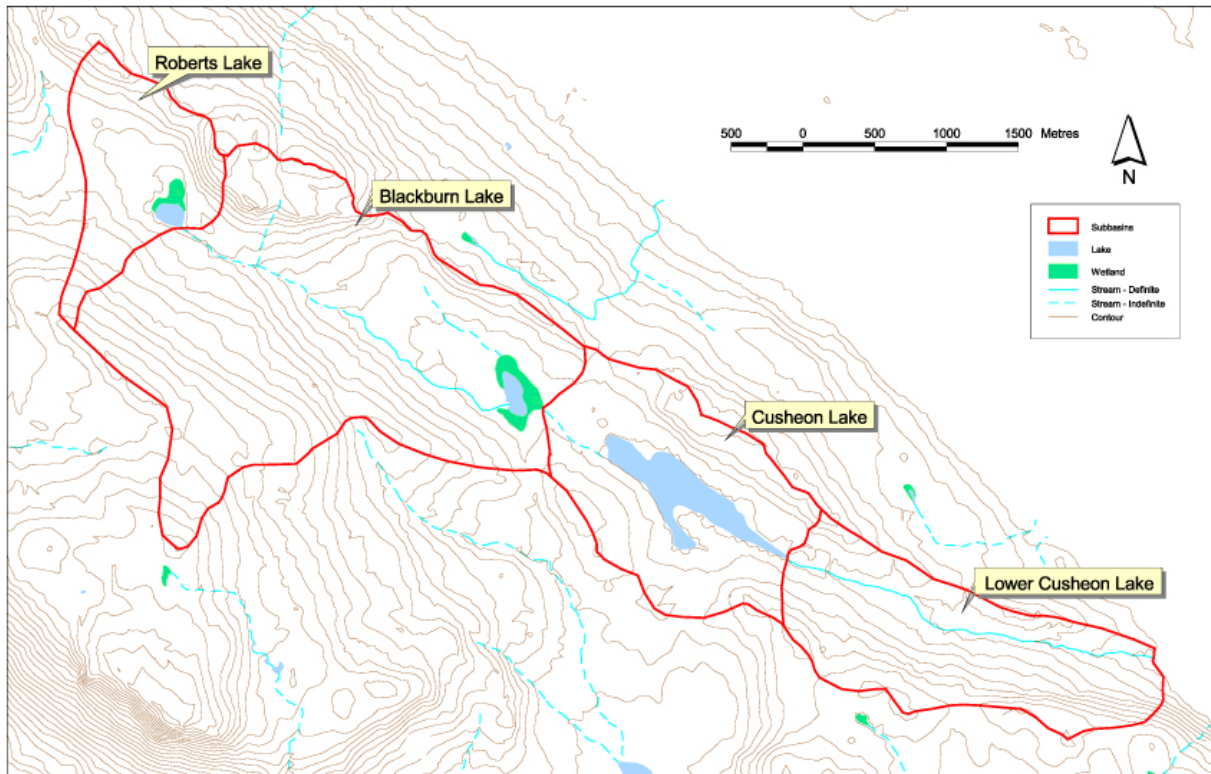 Roberts Lake
Blackburn Lake
500 0 500 1000 1500 Metres
N
Subbasins
Lake
Wetland
Stream - Definite
Stream - Indefinite
Contour
Cusheon Lake
Lower Cusheon Lake